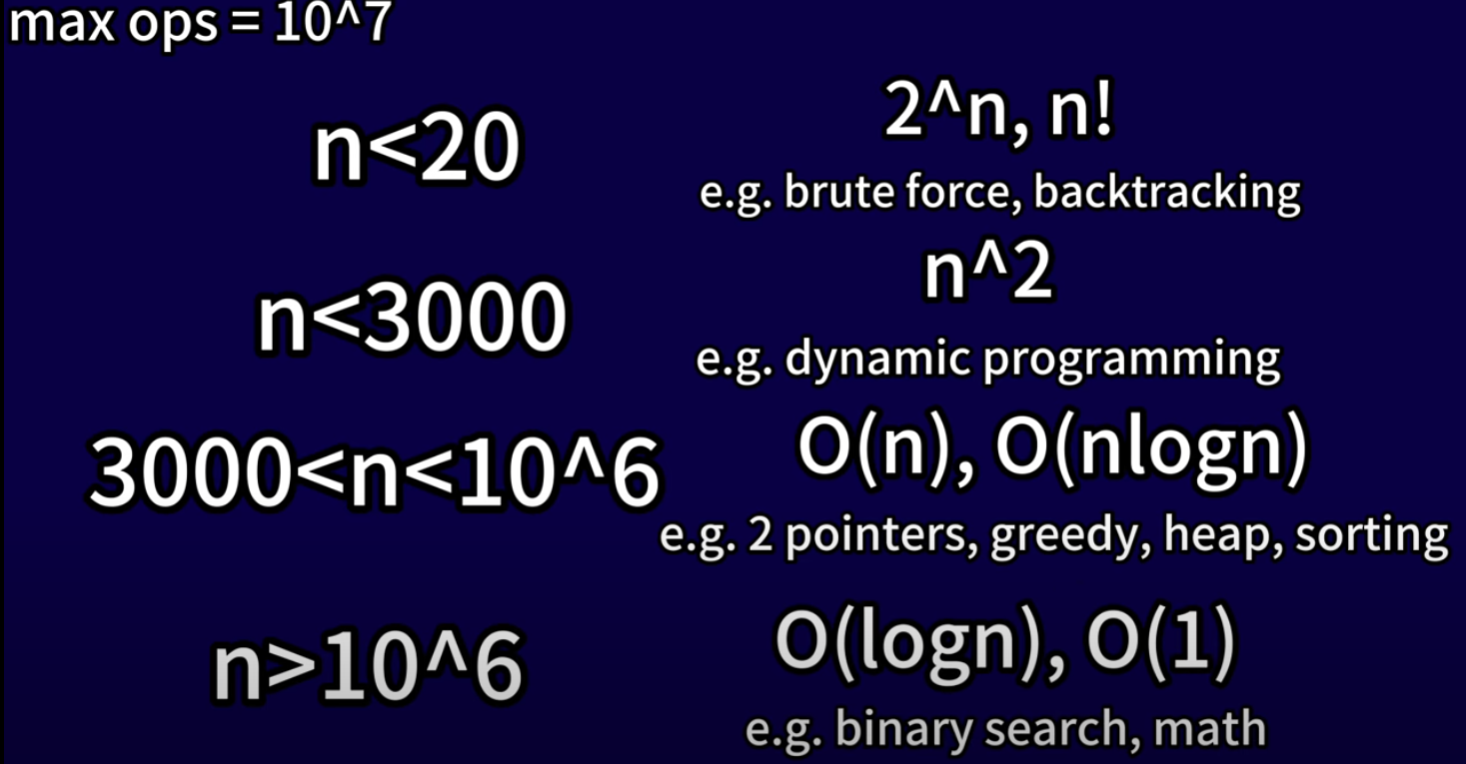 max ops = 10^7
n<20
2^n, n!
e.g. brute force, backtracking
n<3000
n^2
e.g. dynamic programming
3000<n<10^6
O(n), O(nlogn)
e.g. 2 pointers, greedy, heap, sorting
n>10^6
O(logn), O(1)
e.g. binary search, math